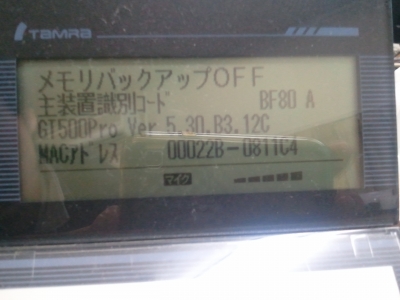 TAMRA
メモリバックアップOFF
主装置識別コード BF80 A
GT500Pro Ver 5.30.B3.12C
MACアドレス 00022B-0811C4
マイク